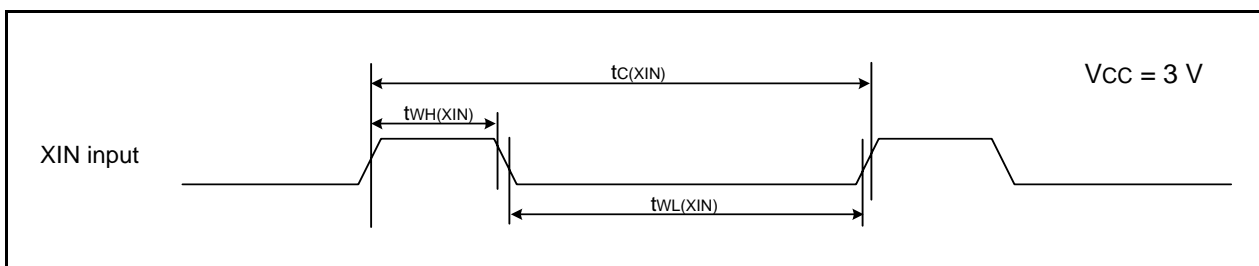 tC(XIN)
VCC = 3 V
tWH(XIN)
XIN input
tWL(XIN)